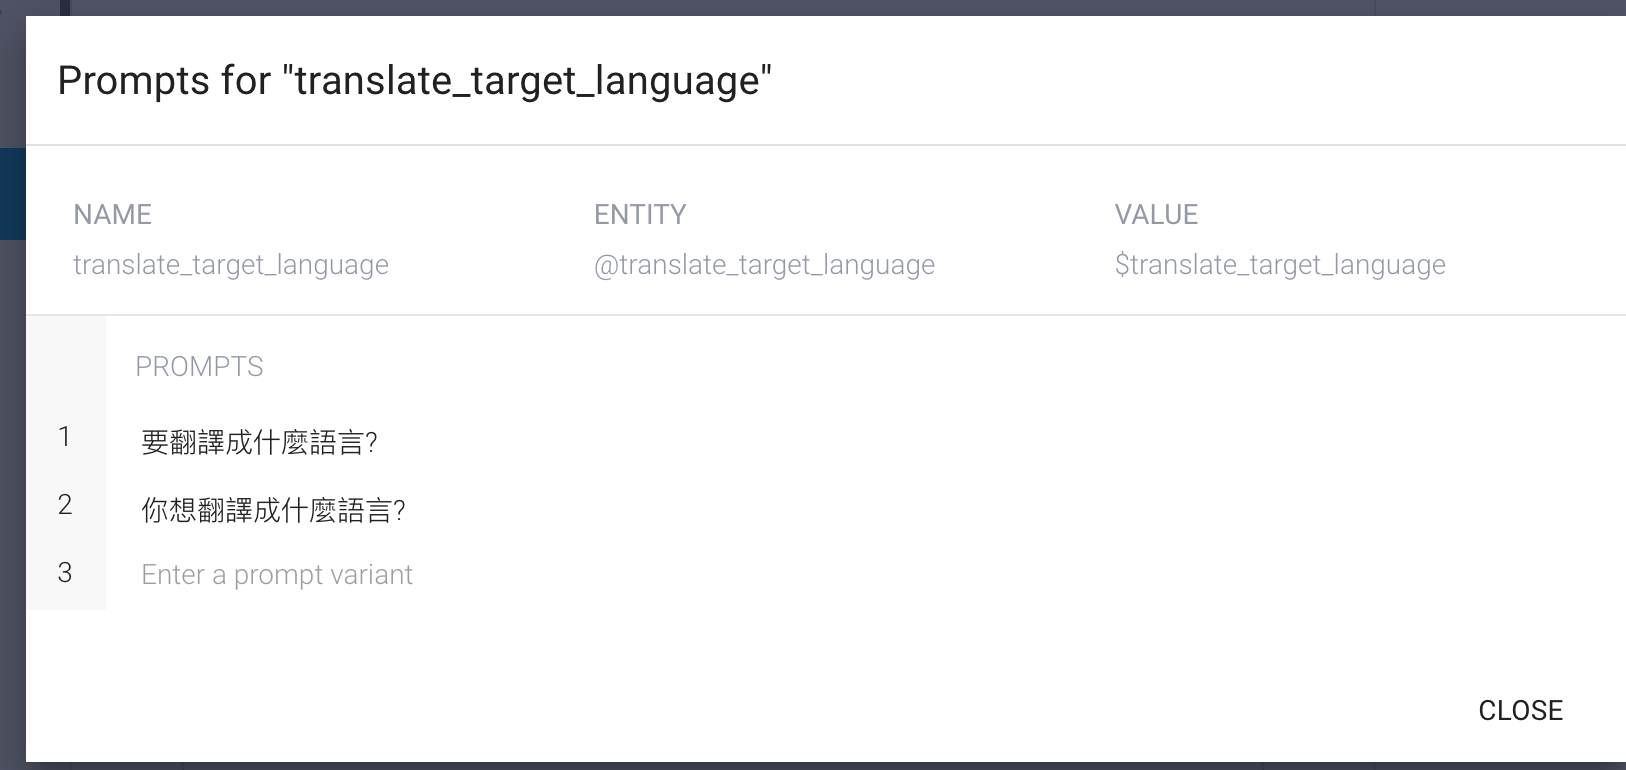 Prompts for "translate_target_language"
NAME ENTITY VALUE
translate_target_language @translate_target_language $translate_target_language
PROMPTS
1 要翻譯成什麼語言?
2 你想翻譯成什麼語言?
3 Enter a prompt variant
CLOSE